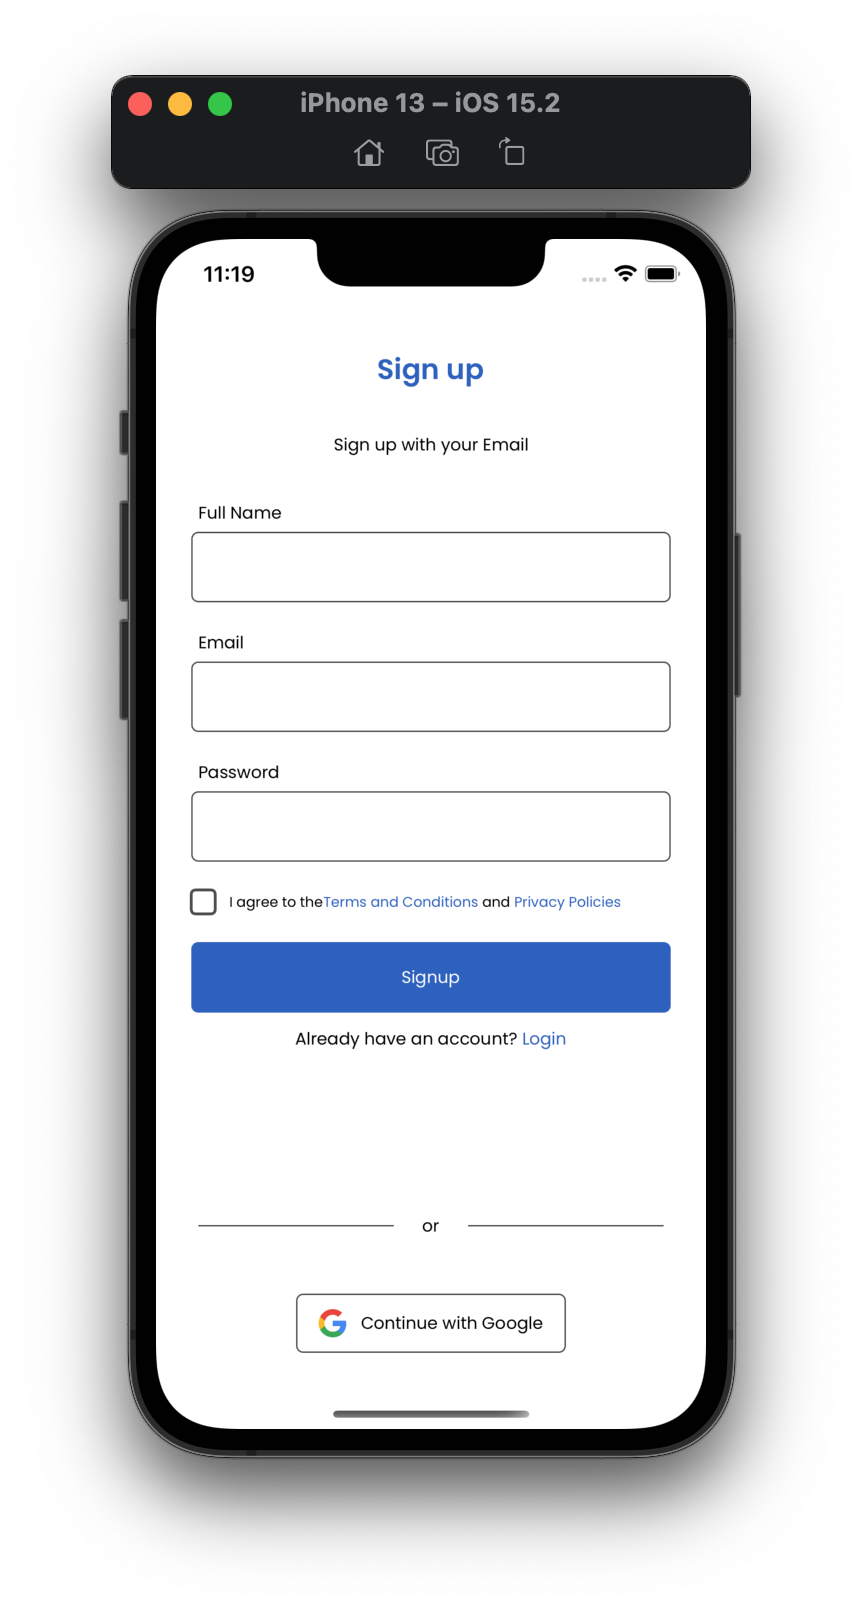 iPhone 13 – iOS 15.2
11:19
Sign up
Sign up with your Email
Full Name
Email
Password
I agree to theTerms and Conditions and Privacy Policies
Signup
Already have an account? Login
or
Continue with Google